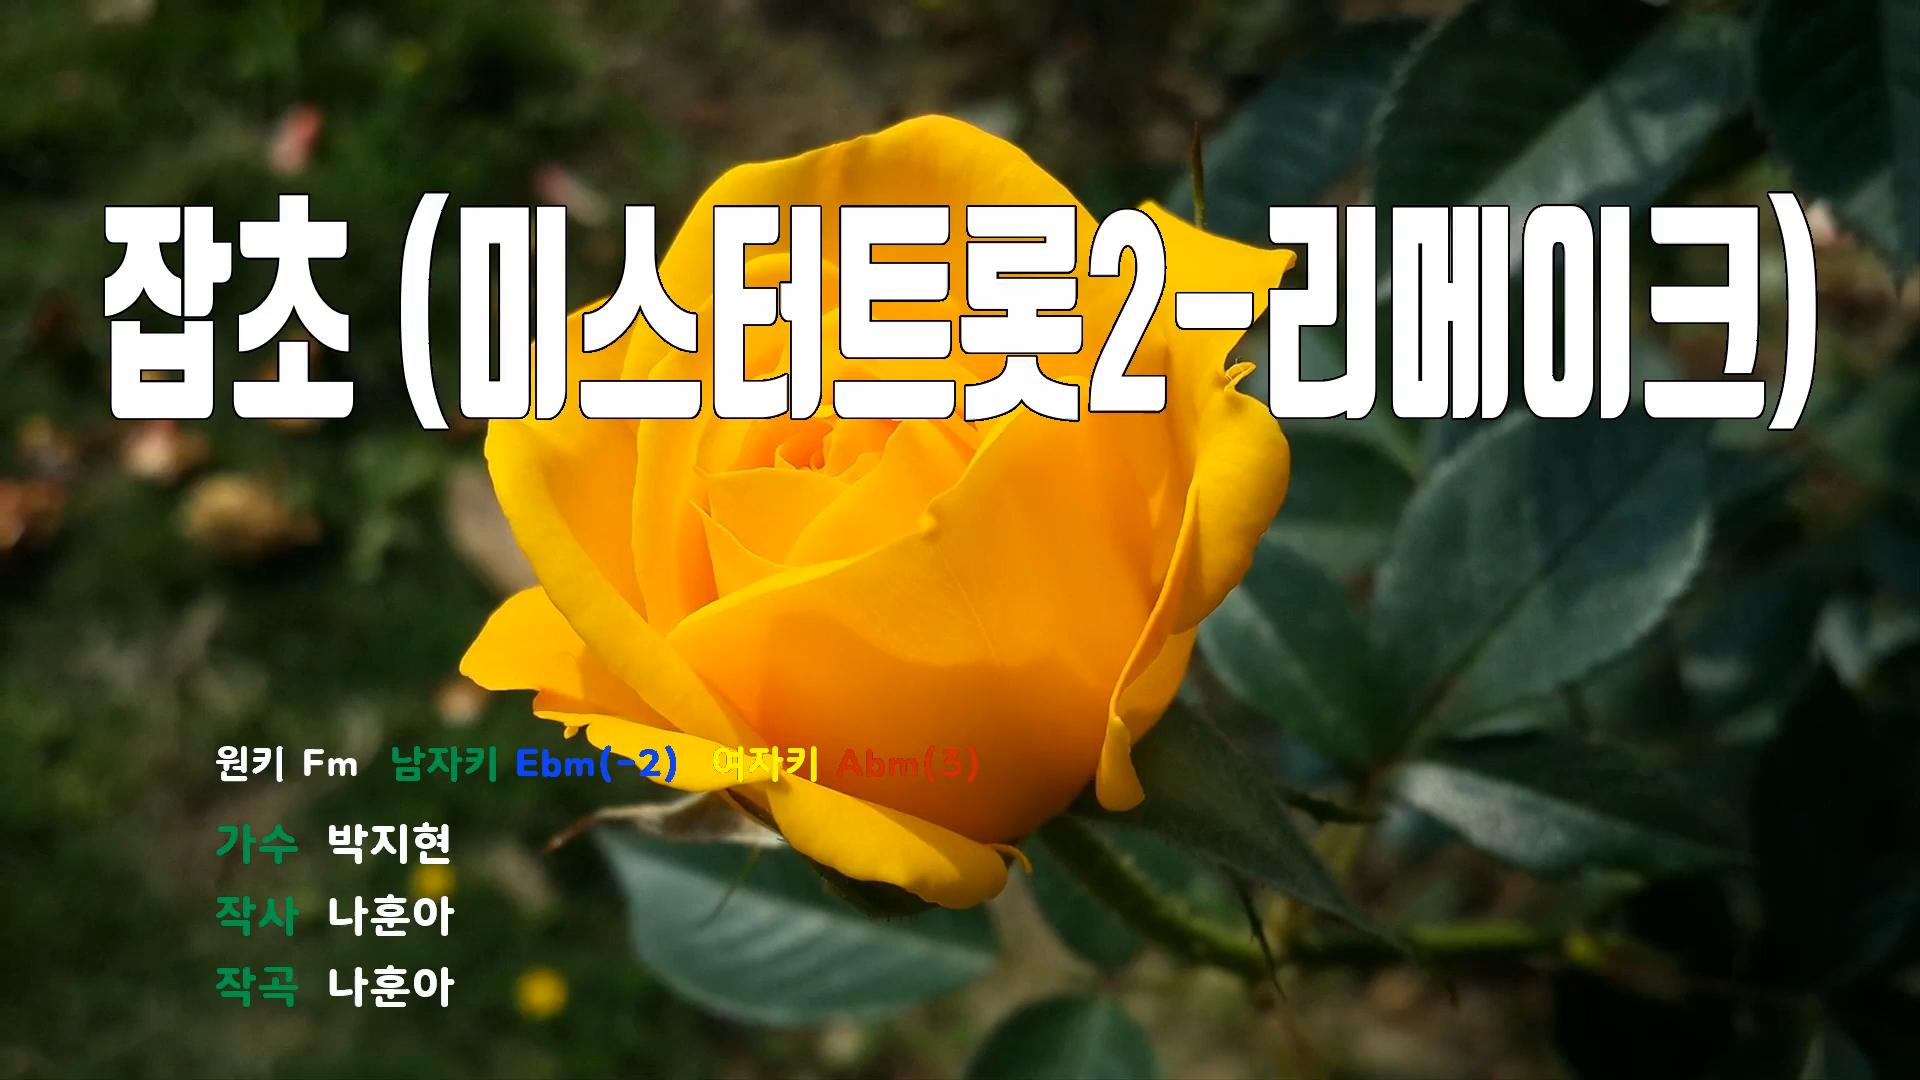 잡초 (미스터트롯2-리메이크)
원키 Fm 남자키 Ebm(-2) 여자키 Abm(3)
가수 박지현
작사 나훈아
작곡 나훈아